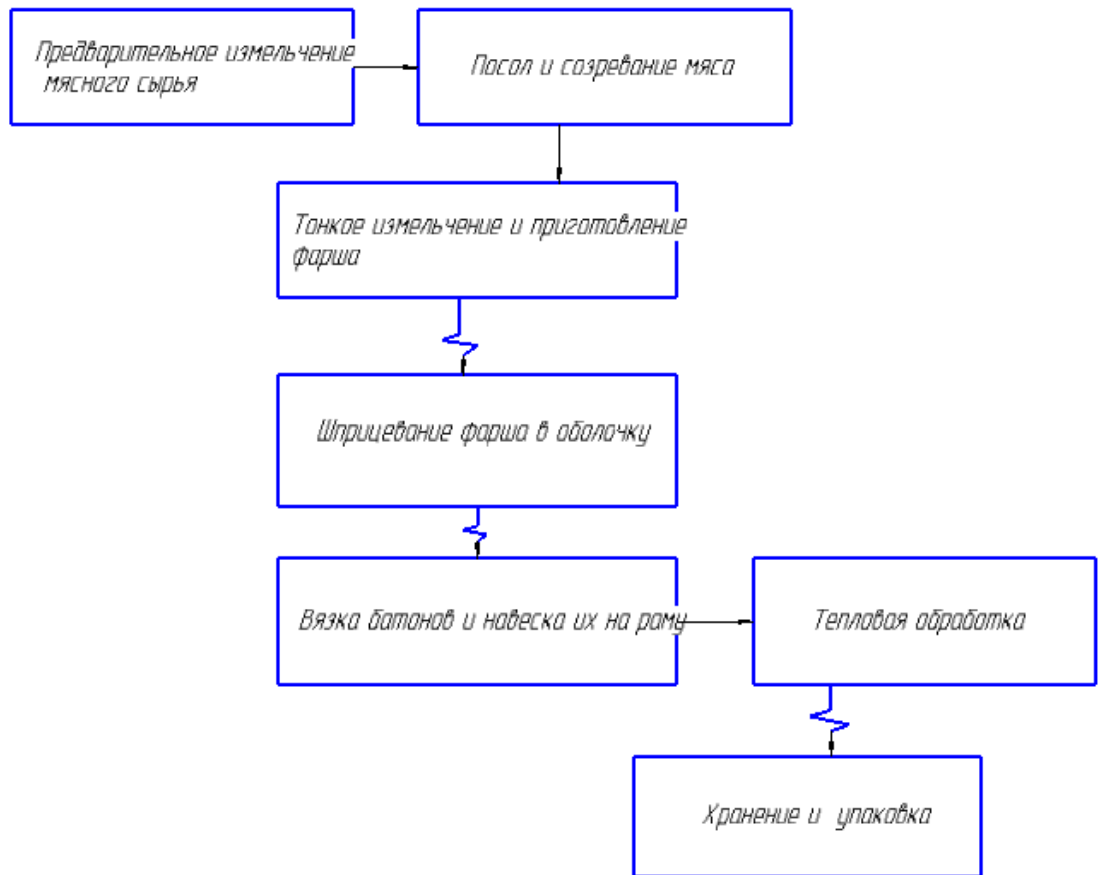 Предварительное измельчение
мясного сырья
Посол и созревание мяса
Тонкое измельчение и приготовление
фарша
Шприцевание фарша в оболочку
Вязка батонов и навеска их на раму
Тепловая обработка
Хранение и упаковка